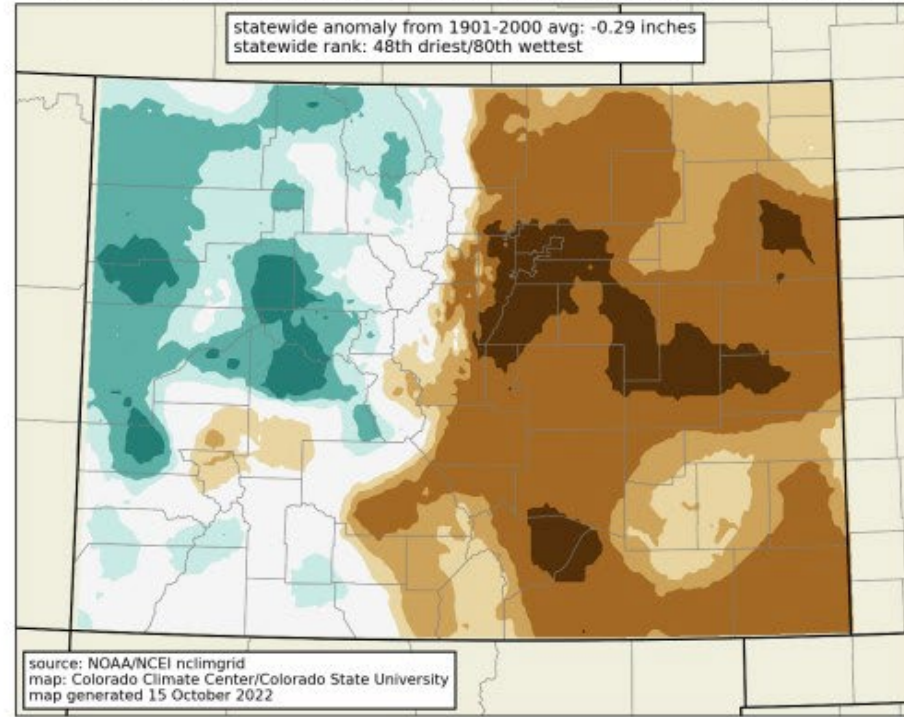 statewide anomaly from 1901-2000 avg: -0.29 inches
statewide rank: 48th driest/80th wettest
source: NOAA/NCEI nclimgrid
map: Colorado Climate Center/Colorado State University
map generated 15 October 2022